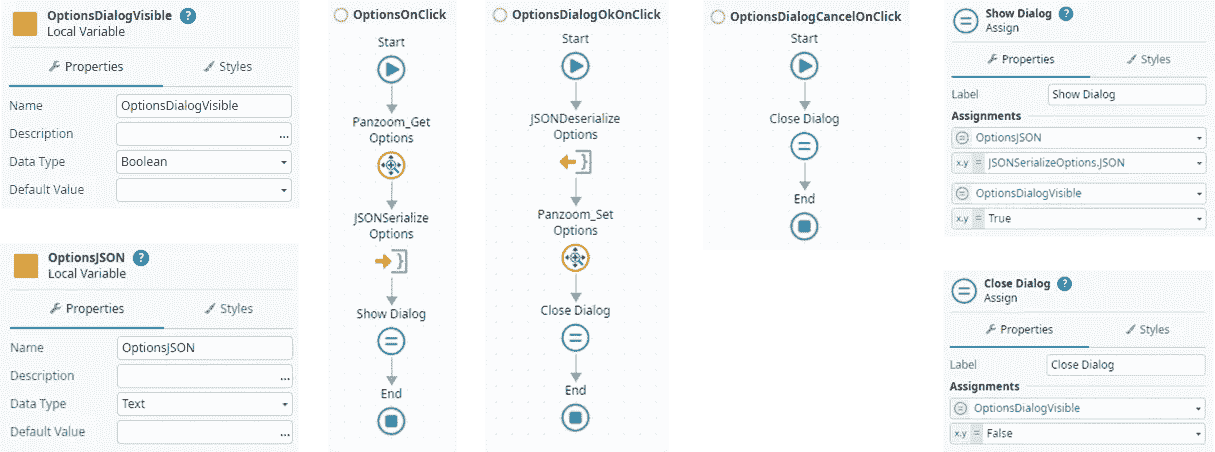 OptionsDialogVisible ?
Local Variable
Properties
Styles
Name
OptionsDialogVisible
Description
...
Data Type
Boolean
Default Value
OptionsJSON ?
Local Variable
Properties
Styles
Name
OptionsJSON
Description
...
Data Type
Text
Default Value
...
OptionsOnClick
Start
Panzoom_Get
Options
JSONSerialize
Options
Show Dialog
End
OptionsDialogOkOnClick
Start
JSONDeserialize
Options
Panzoom_Set
Options
Close Dialog
End
OptionsDialogCancelOnClick
Start
Close Dialog
End
Show Dialog ?
Assign
Properties
Styles
Label
Show Dialog
Assignments
OptionsJSON
x.y = JSONSerializeOptions.JSON
OptionsDialogVisible
x.y = True
Close Dialog ?
Assign
Properties
Styles
Label
Close Dialog
Assignments
OptionsDialogVisible
x.y = False